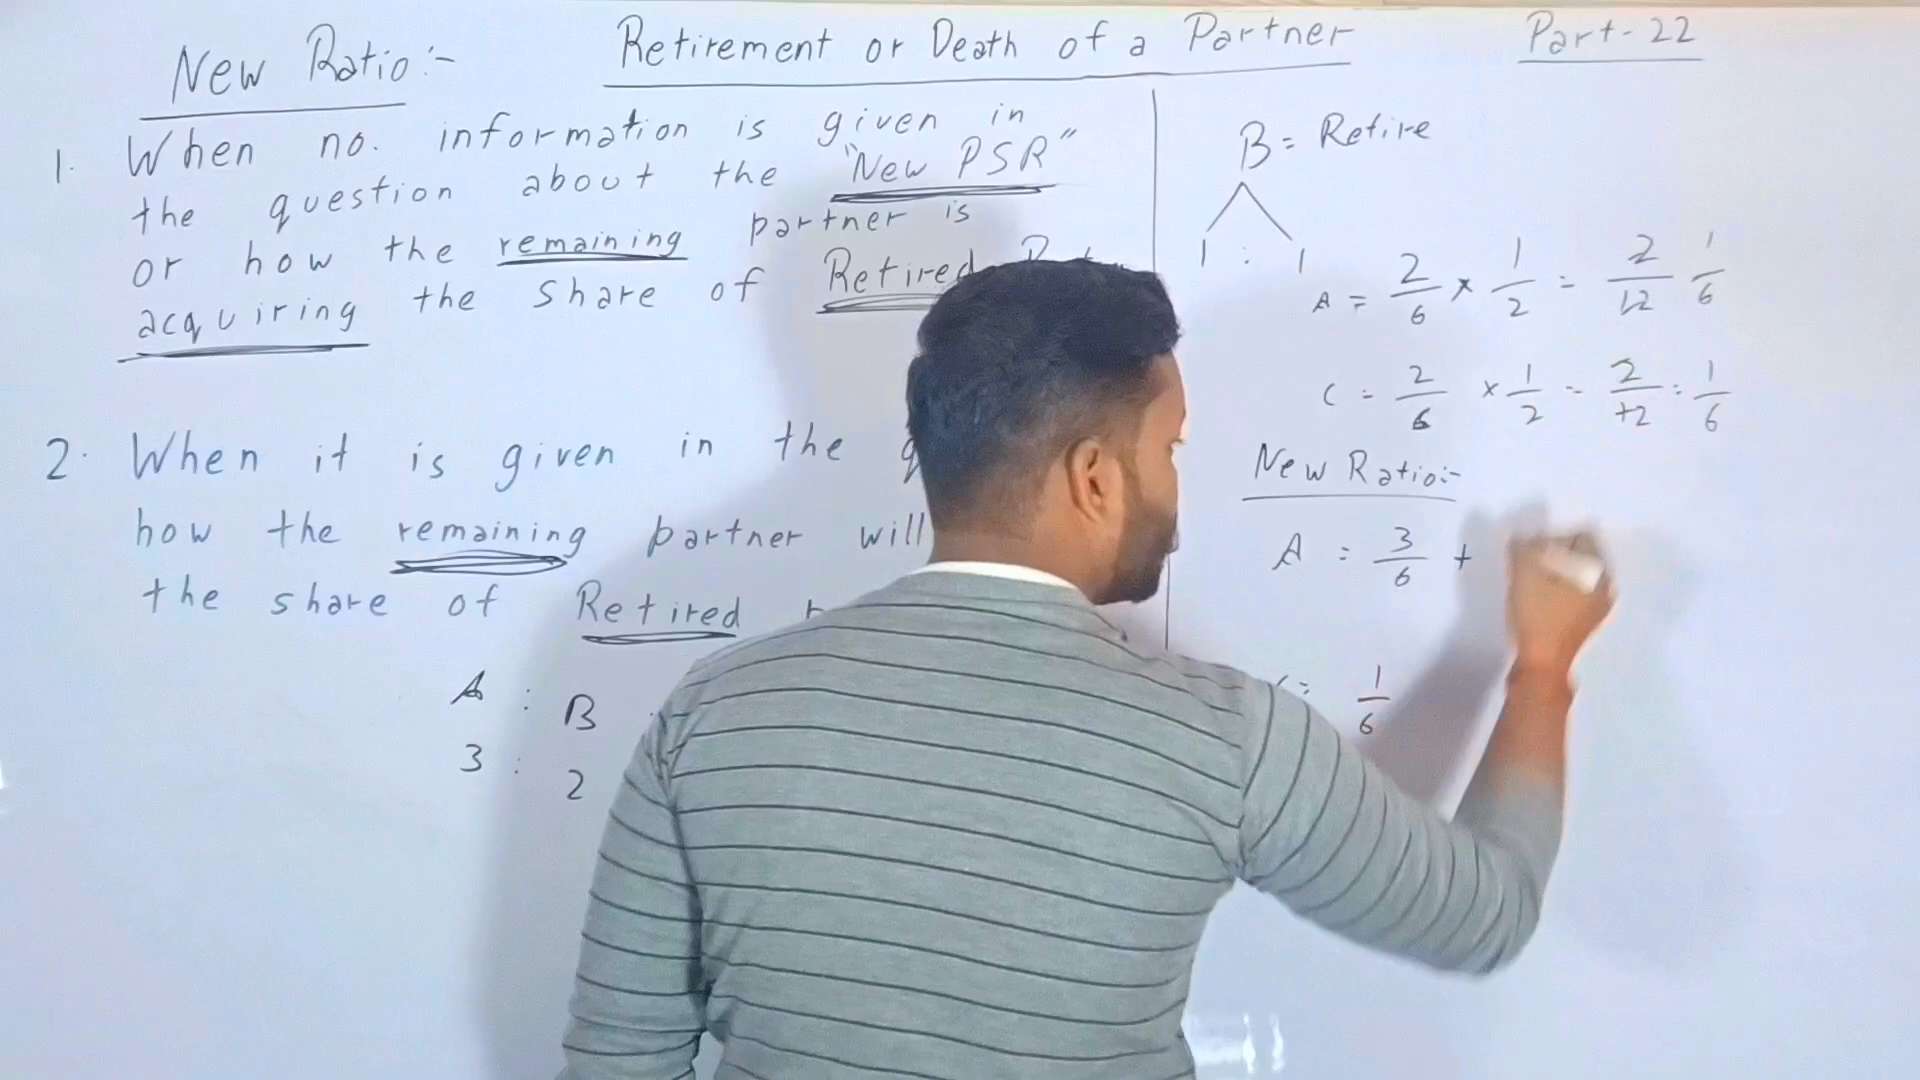 New Ratio:-
Retirement or Death of a Partner
Part-22
1. When no. information is given in
the question about the "New PSR"
or how the remaining partner is
acquiring the share of Retired
2. When it is given in the
how the remaining partner will
the share of Retired
A : B
3 : 2
B = Retire
1 : 1
A = 2/6 × 1/2 = 2/12 1/6
C = 2/6 × 1/2 = 2/12 = 1/6
New Ratio:-
A = 3/6 +
= 1/6